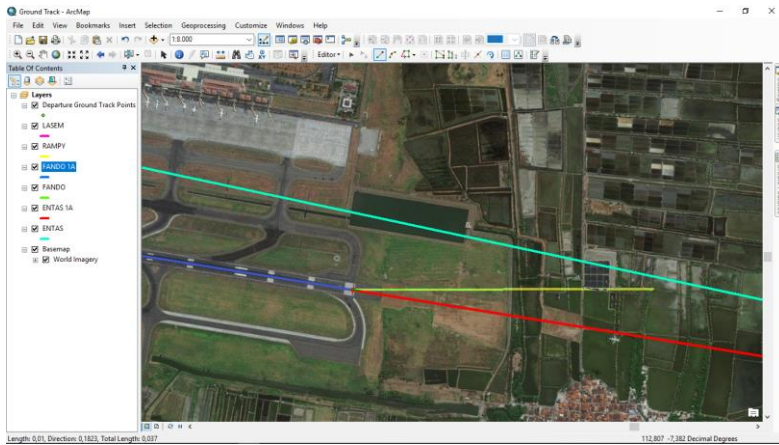 Ground Track - ArcMap
File Edit View Bookmarks Insert Selection Geoprocessing Customize Windows Help
1:8.000
Editor
Table Of Contents
Layers
Departure Ground Track Points
LASEM
RAMPY
FANDO 1A
FANDO
ENTAS 1A
ENTAS
Basemap
World Imagery
Length: 0,01, Direction: 0,1823, Total Length: 0,037
112,807 -7,382 Decimal Degrees